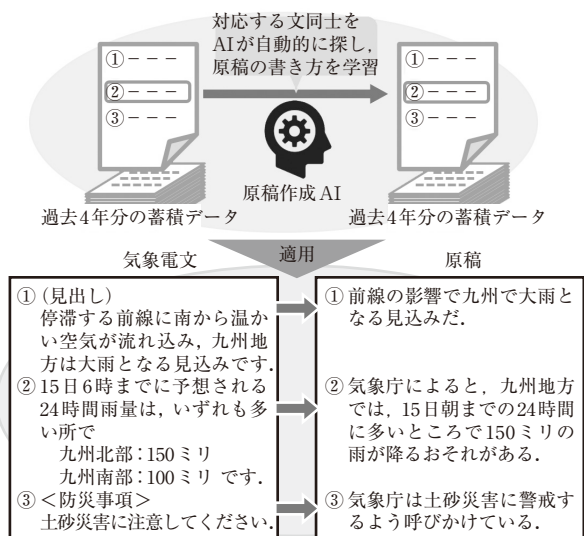 対応する文同士を
AIが自動的に探し，
原稿の書き方を学習
①−−−
②−−−
③−−−
①−−−
②−−−
③−−−
原稿作成AI
過去4年分の蓄積データ
過去4年分の蓄積データ
適用
気象電文
原稿
①(見出し)
停滞する前線に南から温か
い空気が流れ込み，九州地
方は大雨となる見込みです．
②15日6時までに予想される
24時間雨量は，いずれも多
い所で
九州北部：150ミリ
九州南部：100ミリ です．
③＜防災事項＞
土砂災害に注意してください．
①前線の影響で九州で大雨と
なる見込みだ．
②気象庁によると，九州地方
では，15日朝までの24時間
に多いところで150ミリの
雨が降るおそれがある．
③気象庁は土砂災害に警戒す
るよう呼びかけている．